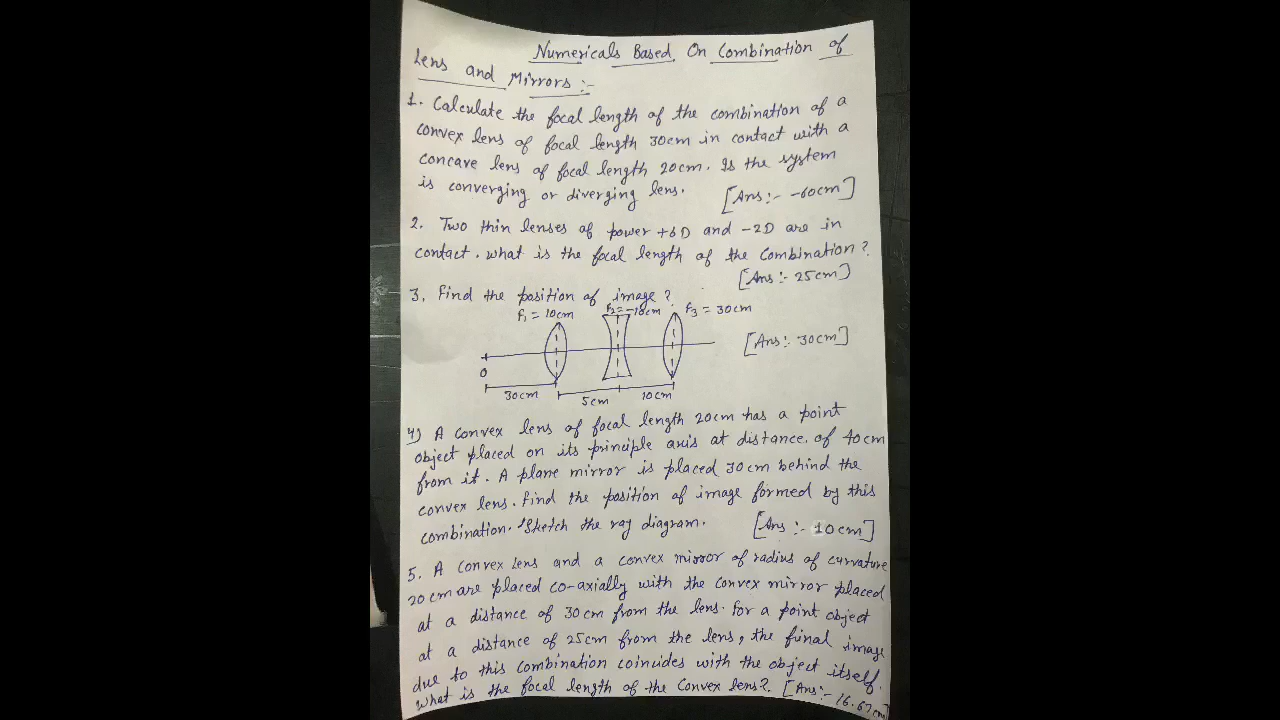 Numericals Based On Combination of
Lens and Mirrors :-
1. Calculate the focal length of the combination of a
convex lens of focal length 30cm in contact with a
concave lens of focal length 20cm. Is the system
is converging or diverging lens. [Ans:- -60cm]
2. Two thin lenses of power +6D and -2D are in
contact. what is the focal length of the combination?
[Ans :- 25cm]
3. Find the position of image?
F1 = 10cm F2 = -10cm F3 = 30cm
[Ans :- 30cm]
O
30cm 5cm 10cm
4) A convex lens of focal length 20cm has a point
object placed on its principle axis at distance. of 40cm
from it. A plane mirror is placed 30cm behind the
convex lens. Find the position of image formed by this
combination. Sketch the ray diagram. [Ans :- 10cm]
5. A convex lens and a convex mirror of radius of curvature
20cm are placed co-axially with the convex mirror placed
at a distance of 30cm from the lens. For a point object
at a distance of 25cm from the lens, the final image
due to this combination coincides with the object itself.
What is the focal length of the convex lens?. [Ans:- 16.67cm]